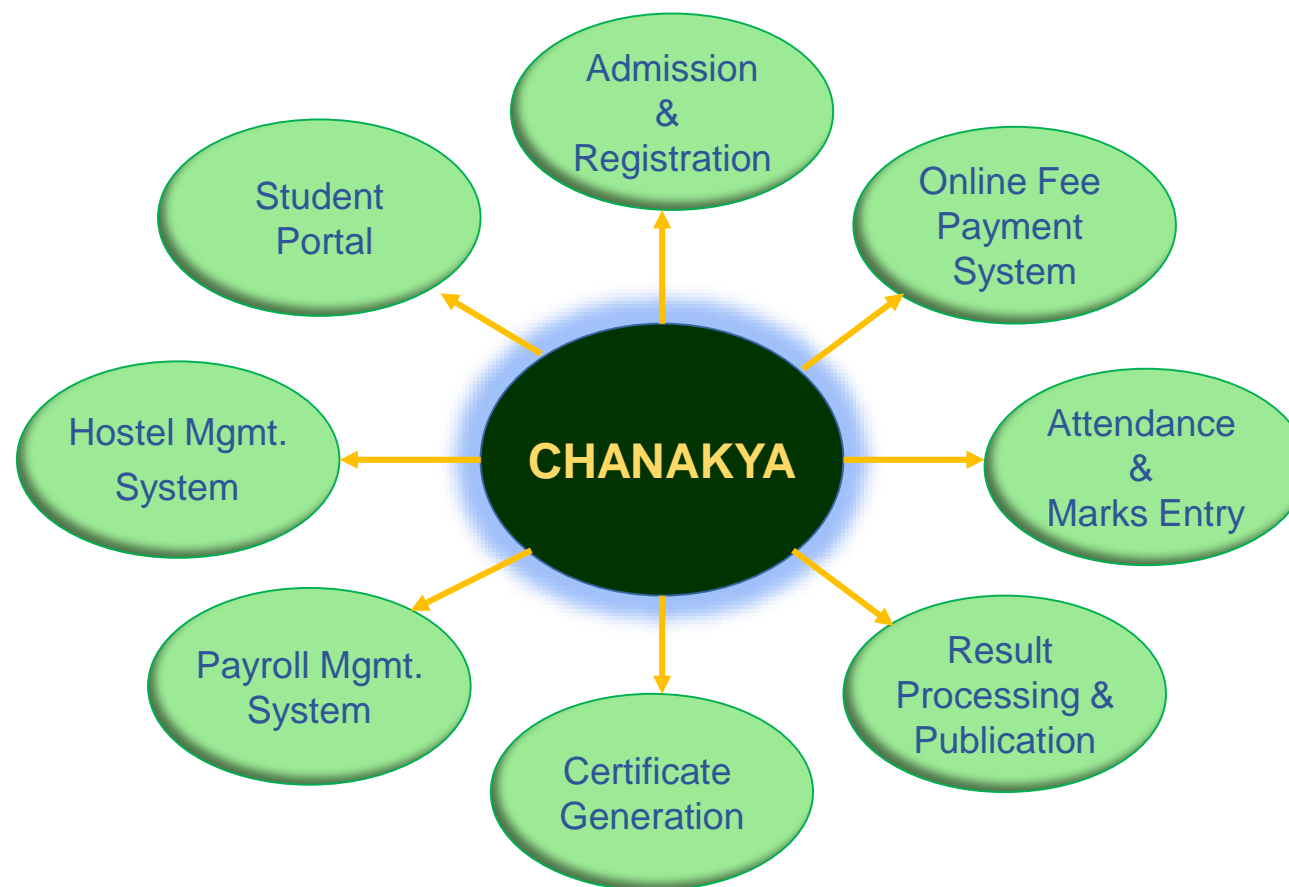 Admission
&
Registration
Online Fee
Payment
System
Attendance
&
Marks Entry
Result
Processing &
Publication
Certificate
Generation
Payroll Mgmt.
System
Hostel Mgmt.
System
Student
Portal
CHANAKYA